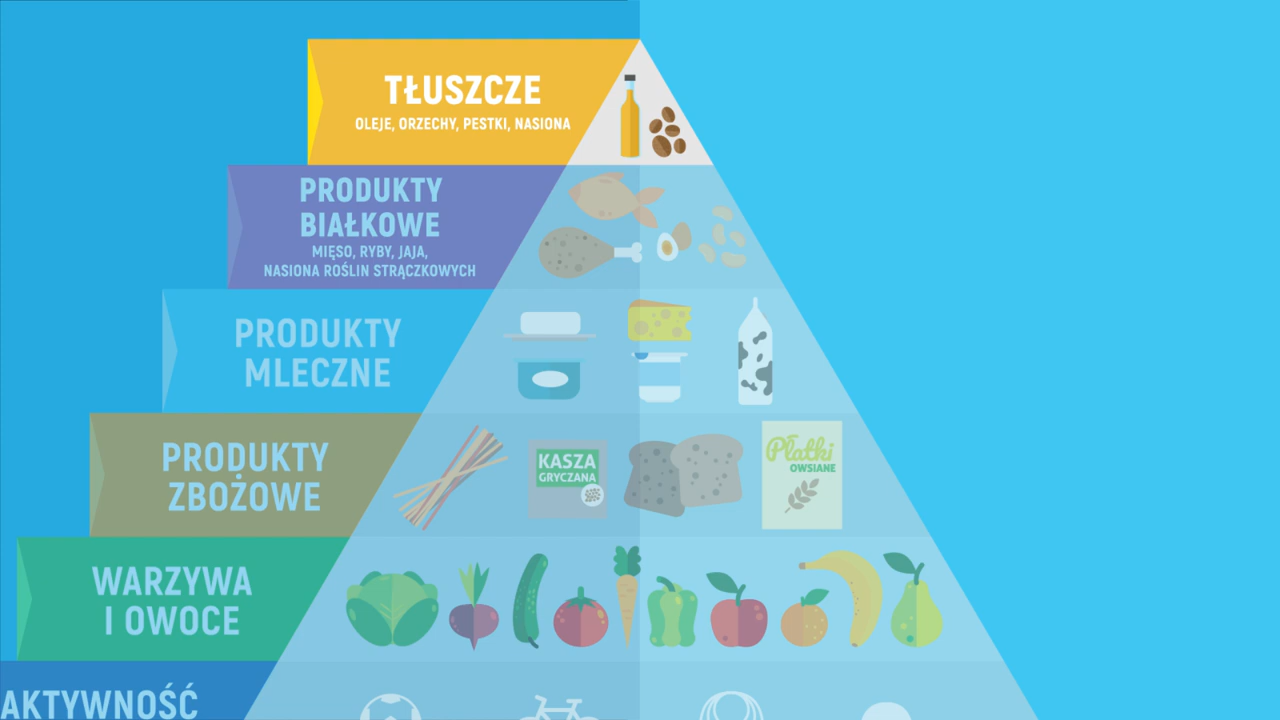 TŁUSZCZE
OLEJE, ORZECHY, PESTKI, NASIONA
PRODUKTY
BIAŁKOWE
MIĘSO, RYBY, JAJA,
NASIONA ROŚLIN STRĄCZKOWYCH
PRODUKTY
MLECZNE
PRODUKTY
ZBOŻOWE
KASZA
GRYCZANA
Płatki
OWSIANE
WARZYWA
I OWOCE
AKTYWNOŚĆ